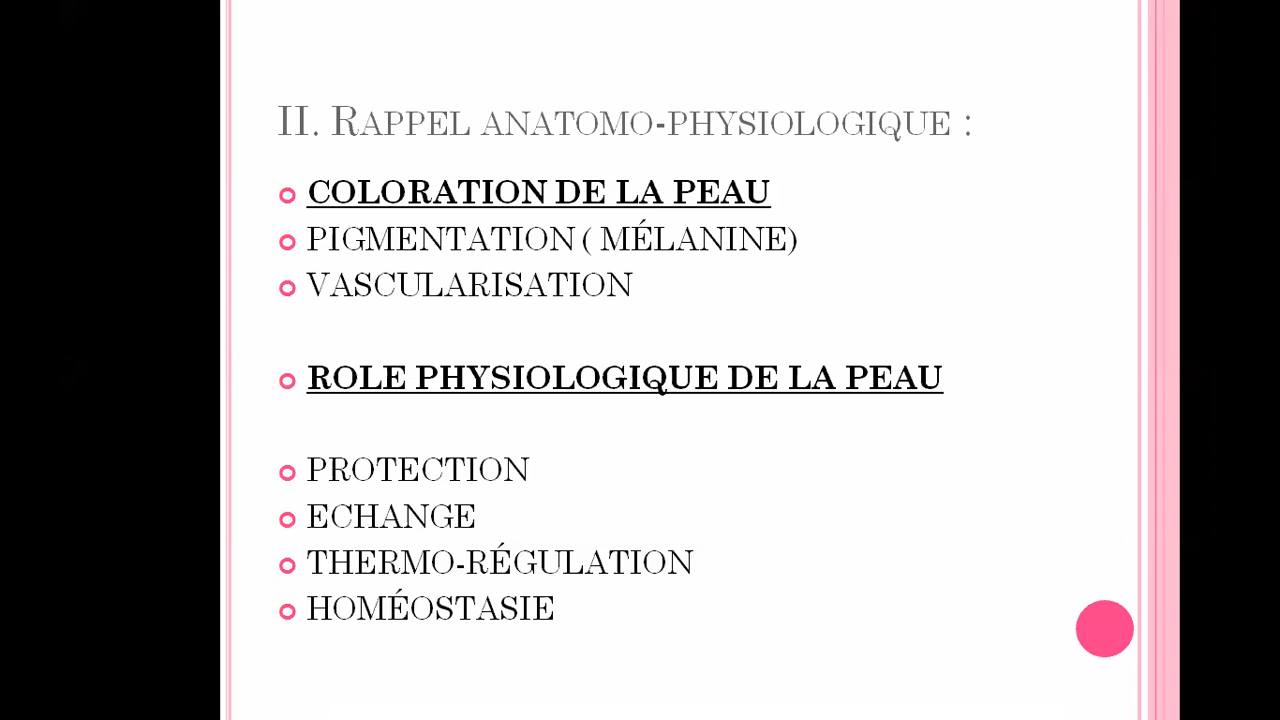 II. Rappel anatomo-physiologique :
COLORATION DE LA PEAU
PIGMENTATION ( MÉLANINE)
VASCULARISATION
ROLE PHYSIOLOGIQUE DE LA PEAU
PROTECTION
ECHANGE
THERMO-RÉGULATION
HOMÉOSTASIE